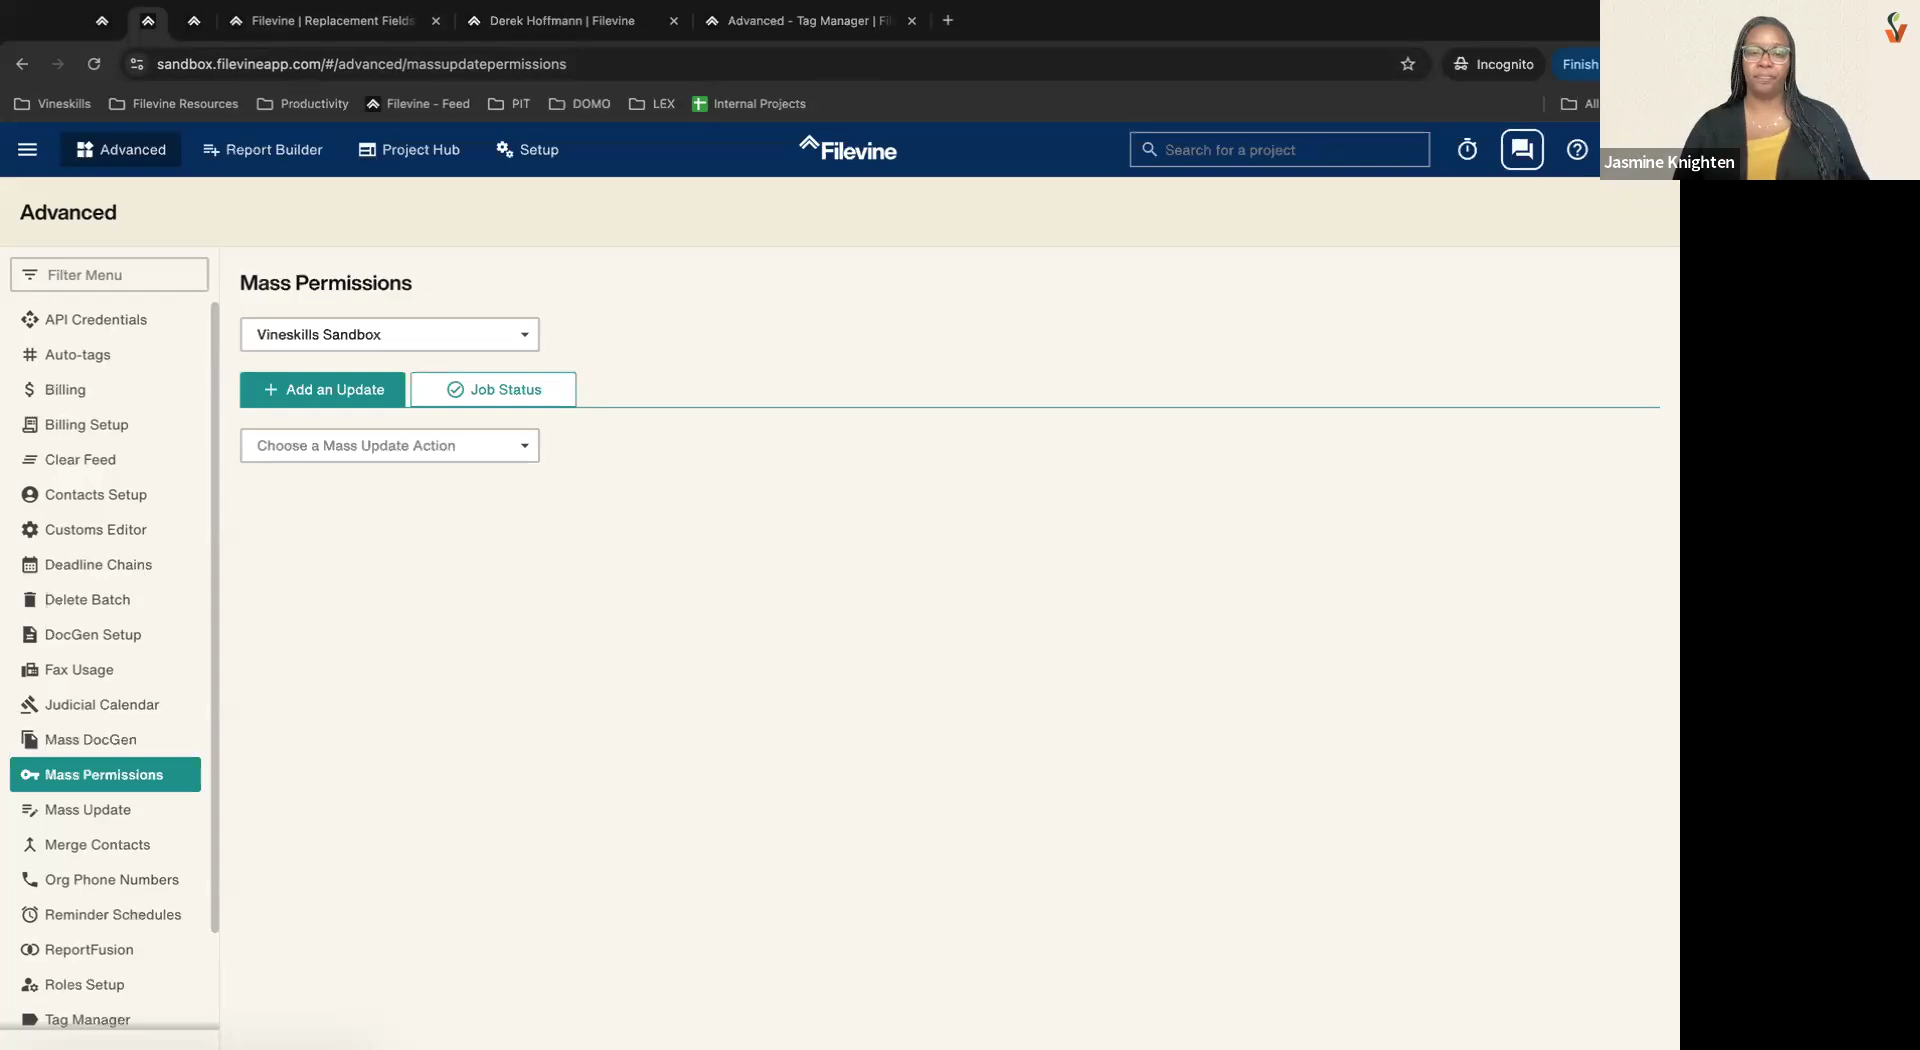 Filevine | Replacement Fields
Derek Hoffmann | Filevine
Advanced - Tag Manager | Fil
sandbox.filevineapp.com/#/advanced/massupdatepermissions
Incognito
Finish
Vineskills
Filevine Resources
Productivity
Filevine - Feed
PIT
DOMO
LEX
Internal Projects
All
Advanced
Report Builder
Project Hub
Setup
Filevine
Search for a project
Jasmine Knighten
Advanced
Filter Menu
API Credentials
Auto-tags
Billing
Billing Setup
Clear Feed
Contacts Setup
Customs Editor
Deadline Chains
Delete Batch
DocGen Setup
Fax Usage
Judicial Calendar
Mass DocGen
Mass Permissions
Mass Update
Merge Contacts
Org Phone Numbers
Reminder Schedules
ReportFusion
Roles Setup
Tag Manager
Mass Permissions
Vineskills Sandbox
Add an Update
Job Status
Choose a Mass Update Action